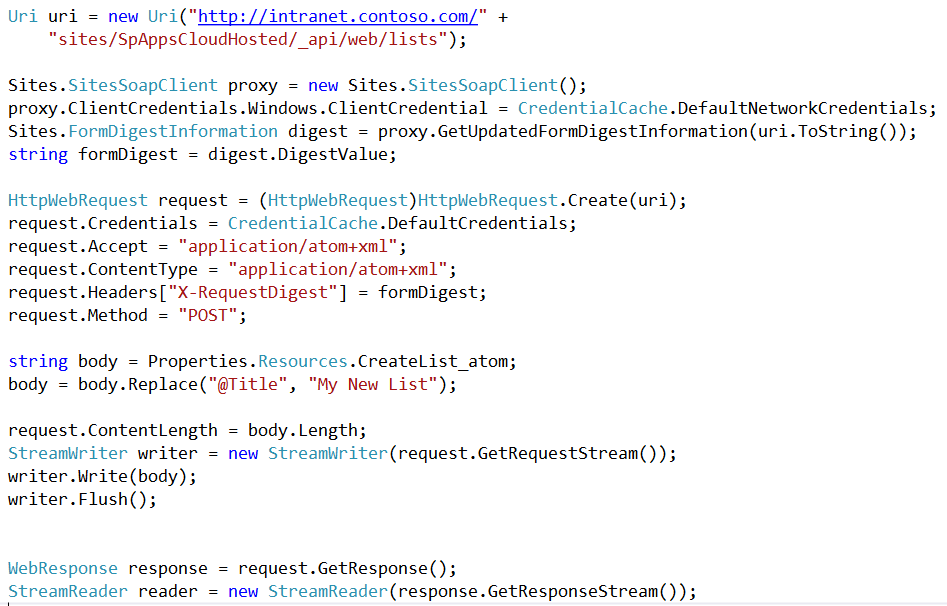 Uri uri = new Uri("http://intranet.contoso.com/" +
    "sites/SpAppsCloudHosted/_api/web/lists");

Sites.SitesSoapClient proxy = new Sites.SitesSoapClient();
proxy.ClientCredentials.Windows.ClientCredential = CredentialCache.DefaultNetworkCredentials;
Sites.FormDigestInformation digest = proxy.GetUpdatedFormDigestInformation(uri.ToString());
string formDigest = digest.DigestValue;

HttpWebRequest request = (HttpWebRequest)HttpWebRequest.Create(uri);
request.Credentials = CredentialCache.DefaultCredentials;
request.Accept = "application/atom+xml";
request.ContentType = "application/atom+xml";
request.Headers["X-RequestDigest"] = formDigest;
request.Method = "POST";

string body = Properties.Resources.CreateList_atom;
body = body.Replace("@Title", "My New List");

request.ContentLength = body.Length;
StreamWriter writer = new StreamWriter(request.GetRequestStream());
writer.Write(body);
writer.Flush();

WebResponse response = request.GetResponse();
StreamReader reader = new StreamReader(response.GetResponseStream());